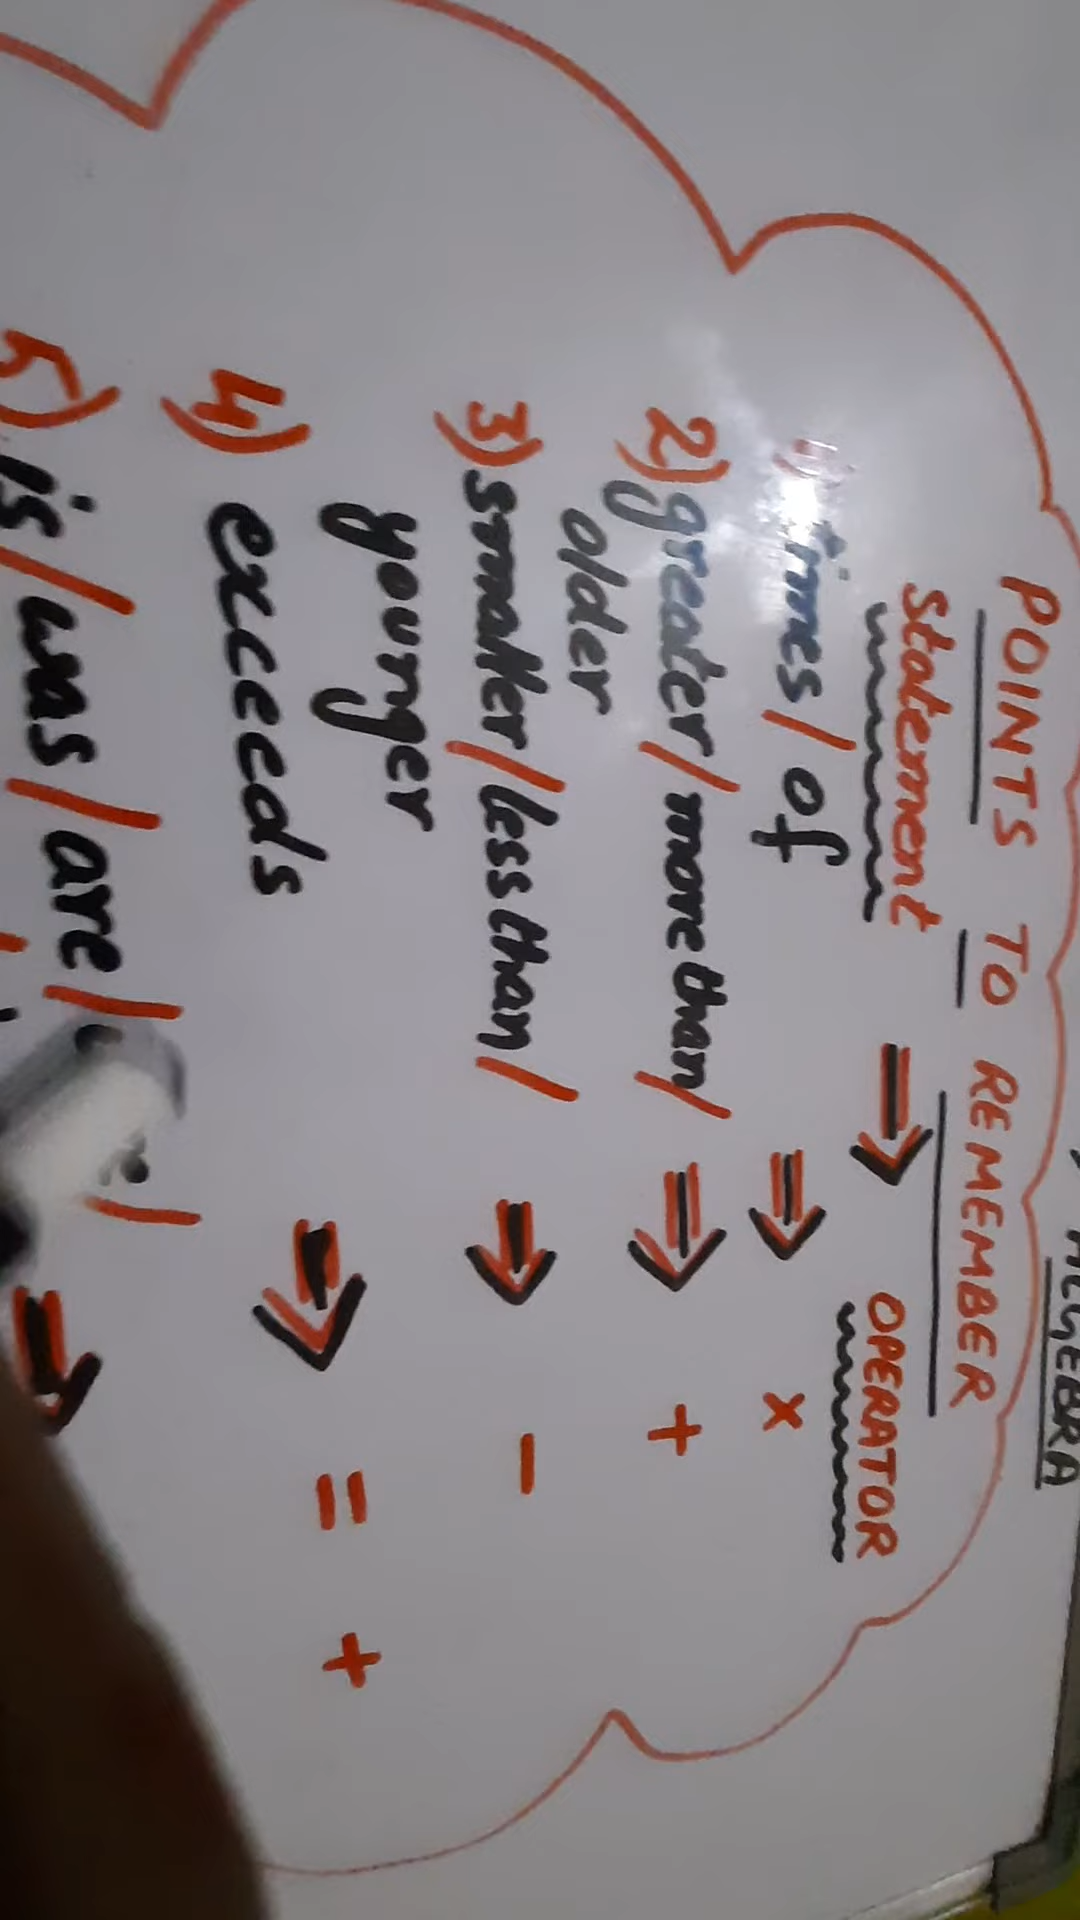 ALGEBRA
POINTS TO REMEMBER
Statement ⇒ OPERATOR
1) times / of ⇒ ×
2) greater / more than / ⇒ +
older
3) smaller / less than / ⇒ -
younger
4) exceeds ⇒ = +
5) is / was / are / ⇒